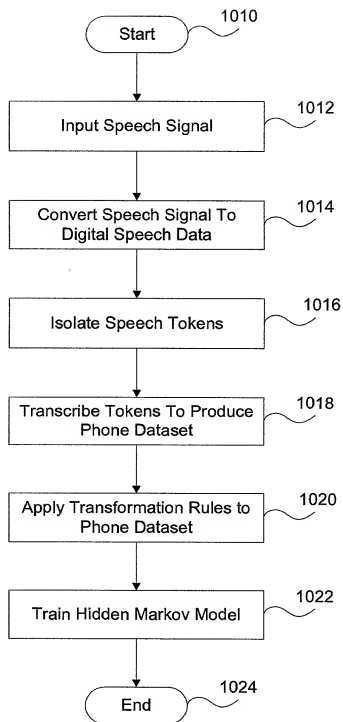 1010
Start
1012
Input Speech Signal
1014
Convert Speech Signal To
Digital Speech Data
1016
Isolate Speech Tokens
1018
Transcribe Tokens To Produce
Phone Dataset
1020
Apply Transformation Rules to
Phone Dataset
1022
Train Hidden Markov Model
1024
End